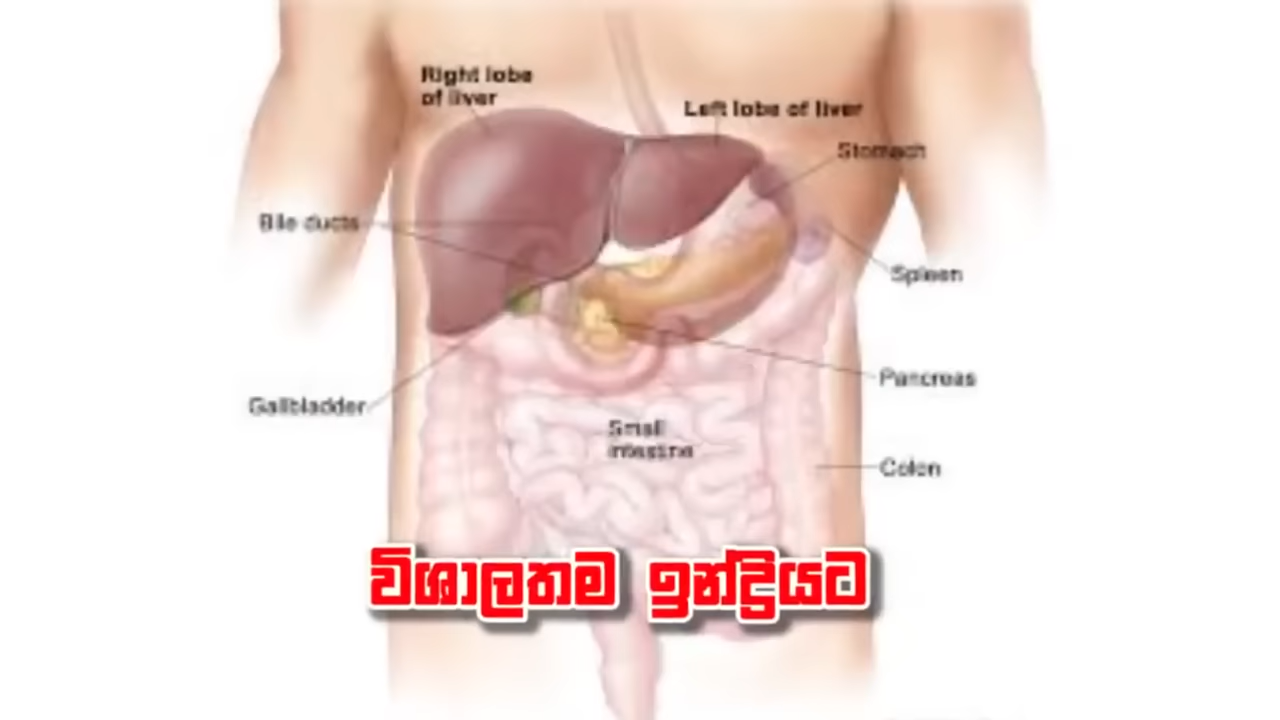 Right lobe
of liver
Left lobe of liver
Stomach
Bile ducts
Spleen
Pancreas
Gallbladder
Small
intestine
Colon
විශාලතම ඉන්ද්‍රියට